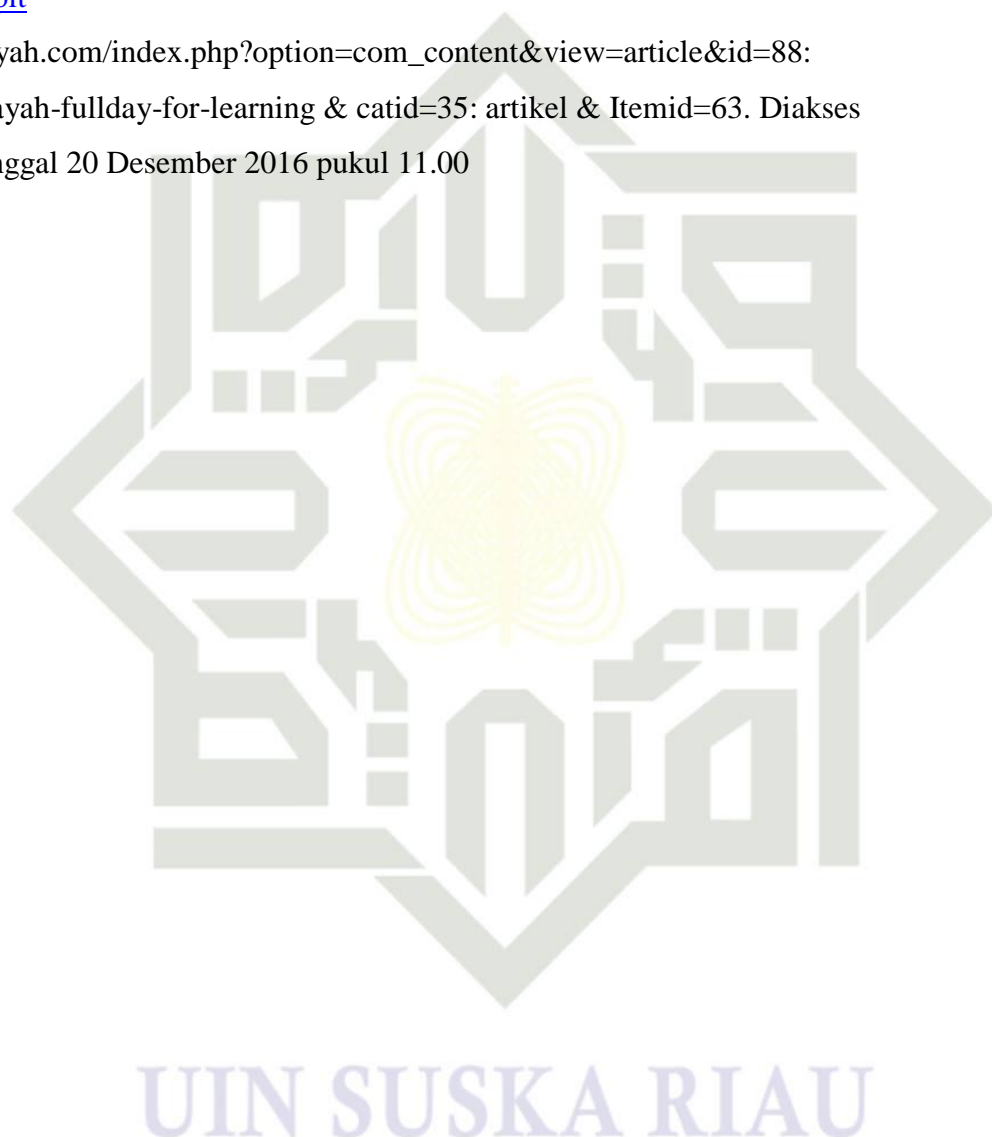 yah.com/index.php?option=com_content&view=article&id=88:
ayah-fullday-for-learning & catid=35: artikel & Itemid=63. Diakses
nggal 20 Desember 2016 pukul 11.00
UIN SUSKA RIAU